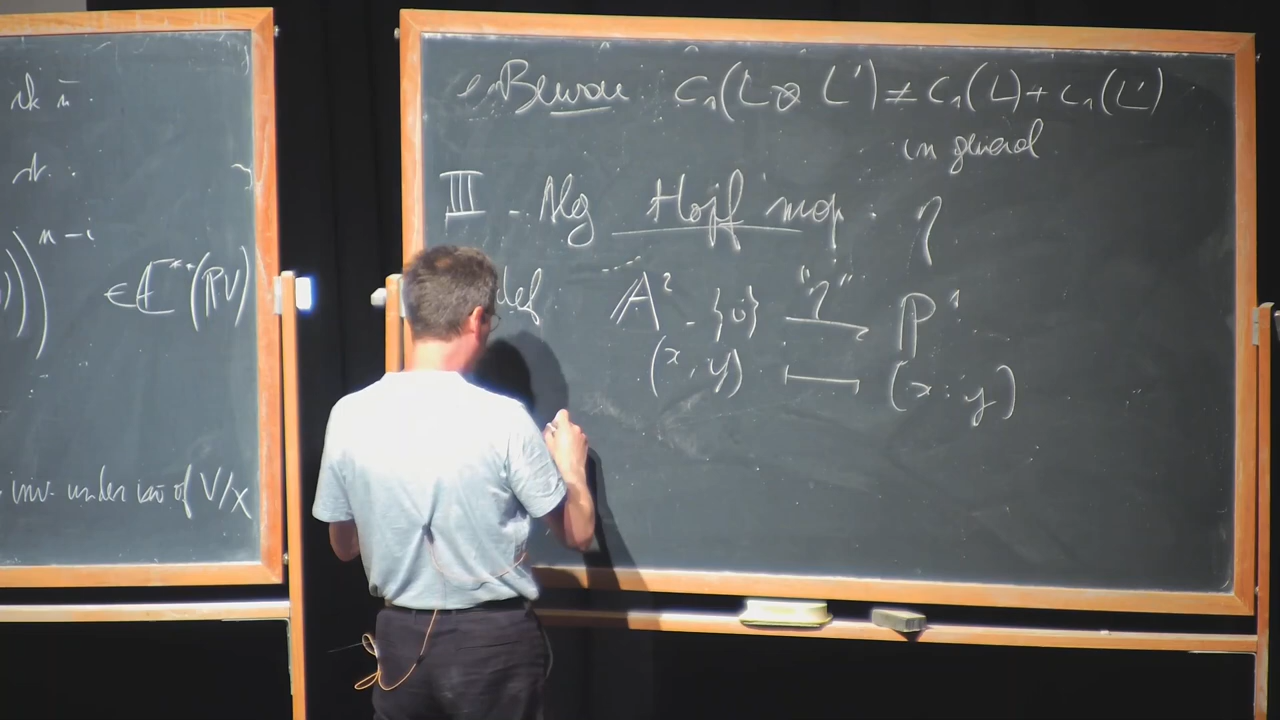 rk n.
))^{n-i} ∈ E^{**}(PV)
inv. under iso of V/X
Beware c₁(L⊗L') ≠ c₁(L) + c₁(L')
in general
III - Alg Hopf map. η
def: A² - {0} "η" → P¹
(x, y) ↦ (x : y)